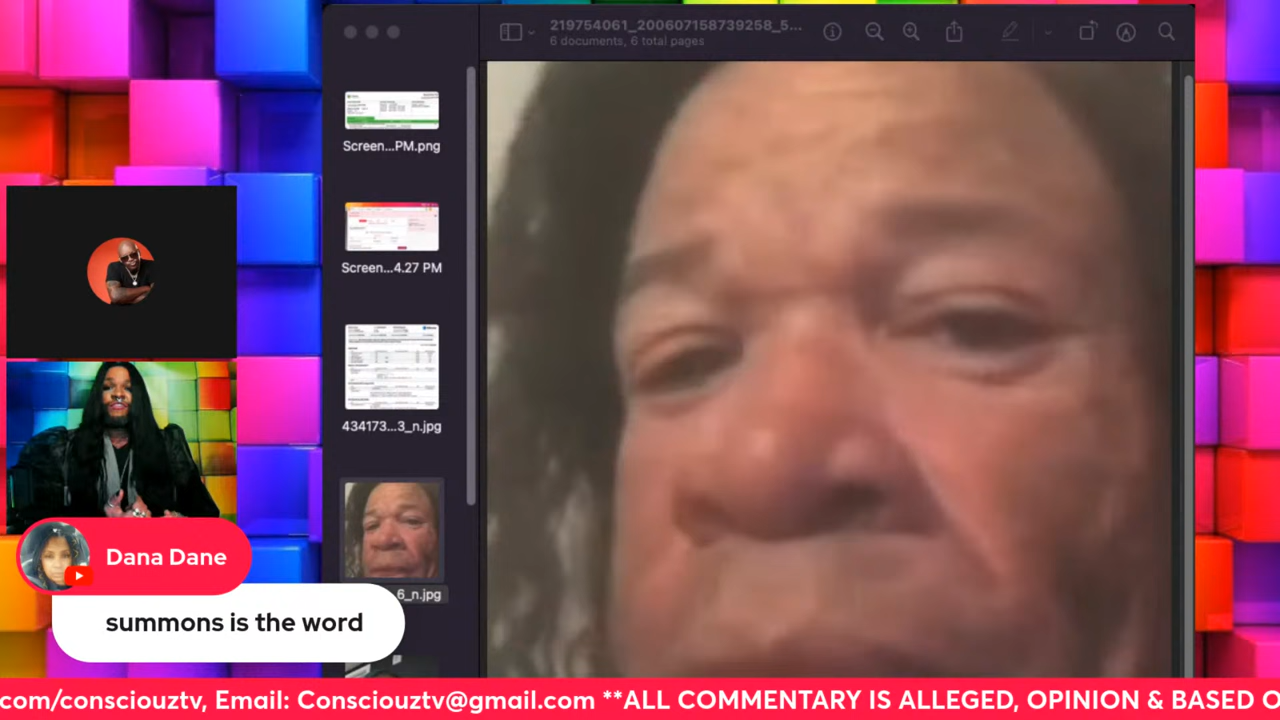 219754061_200607158739258_5...
6 documents, 6 total pages
Screen...PM.png
Screen...4.27 PM
434173...3_n.jpg
6_n.jpg
Dana Dane
summons is the word
com/consciouztv, Email: Consciouztv@gmail.com **ALL COMMENTARY IS ALLEGED, OPINION & BASED O